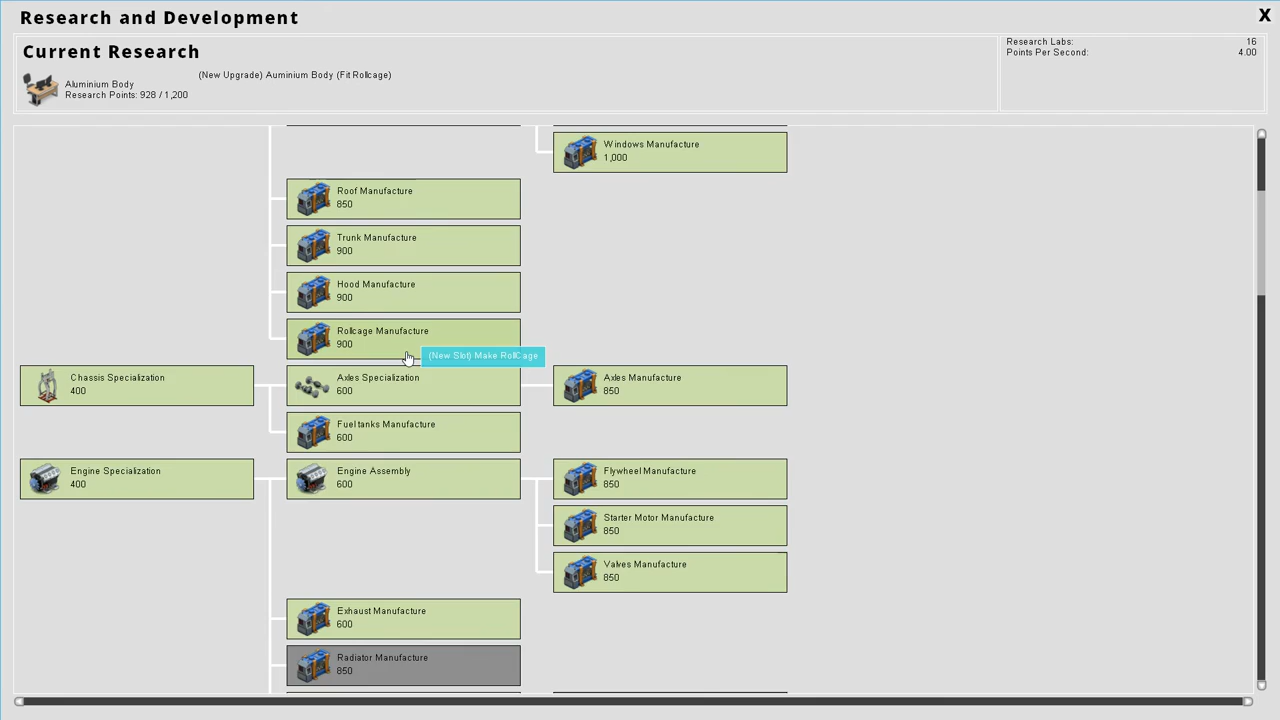 Research and Development
X
Current Research
Aluminium Body
Research Points: 928 / 1,200
(New Upgrade) Auminium Body (Fit Rollcage)
Research Labs: 16
Points Per Second: 4.00
Windows Manufacture
1,000
Roof Manufacture
850
Trunk Manufacture
900
Hood Manufacture
900
Rollcage Manufacture
900
(New Slot) Make RollCage
Chassis Specialization
400
Axles Specialization
600
Axles Manufacture
850
Fuel tanks Manufacture
600
Engine Specialization
400
Engine Assembly
600
Flywheel Manufacture
850
Starter Motor Manufacture
850
Valves Manufacture
850
Exhaust Manufacture
600
Radiator Manufacture
850